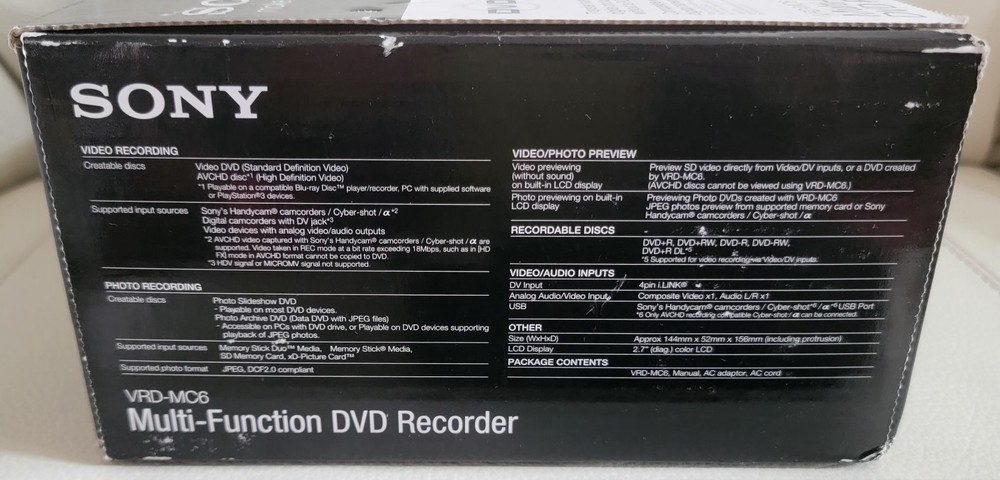 SONY
VIDEO RECORDING
Creatable discs Video DVD (Standard Definition Video)
AVCHD disc*1 (High Definition Video)
*1 Playable on a compatible Blu-ray Disc™ player/recorder, PC with supplied software
or PlayStation®3 devices.
Supported input sources Sony's Handycam® camcorders / Cyber-shot / α*2
Digital camcorders with DV jack*3
Video devices with analog video/audio outputs
*2 AVCHD video captured with Sony's Handycam® camcorders / Cyber-shot / α are
supported. Video taken in REC mode at a bit rate exceeding 18Mbps, such as in [HD
FX] mode in AVCHD format cannot be copied to DVD.
*3 HDV signal or MICROMV signal not supported.
PHOTO RECORDING
Creatable discs Photo Slideshow DVD
- Playable on most DVD devices.
Photo Archive DVD (Data DVD with JPEG files)
- Accessible on PCs with DVD drive, or Playable on DVD devices supporting
playback of JPEG photos.
Supported input sources Memory Stick Duo™ Media, Memory Stick® Media,
SD Memory Card, xD-Picture Card™
Supported photo format JPEG, DCF2.0 compliant
VRD-MC6
Multi-Function DVD Recorder
VIDEO/PHOTO PREVIEW
Video previewing Preview SD video directly from Video/DV inputs, or a DVD created
(without sound) by VRD-MC6.
on built-in LCD display (AVCHD discs cannot be viewed using VRD-MC6.)
Photo previewing on built-in Previewing Photo DVDs created with VRD-MC6
LCD display JPEG photos preview from supported memory card or Sony
Handycam® camcorders / Cyber-shot / α
RECORDABLE DISCS
DVD+R, DVD+RW, DVD-R, DVD-RW,
DVD+R DL*5
*5 Supported for video recording via Video/DV inputs.
VIDEO/AUDIO INPUTS
DV Input 4pin i.LINK®
Analog Audio/Video Input Composite Video x1, Audio L/R x1
USB Sony's Handycam® camcorders / Cyber-shot*6 / α*6 USB Port
*6 Only AVCHD recording compatible Cyber-shot / α can be connected.
OTHER
Size (WxHxD) Approx 144mm x 52mm x 156mm (including protrusion)
LCD Display 2.7" (diag.) color LCD
PACKAGE CONTENTS
VRD-MC6, Manual, AC adaptor, AC cord